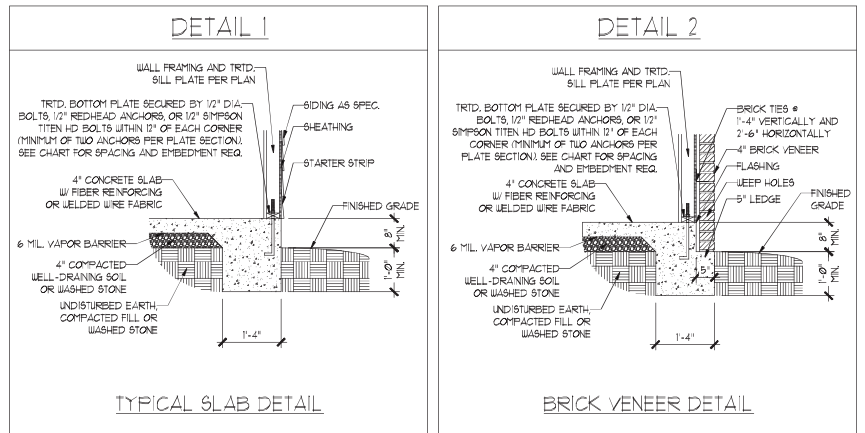 DETAIL 1
WALL FRAMING AND TRTD.
SILL PLATE PER PLAN
TRTD. BOTTOM PLATE SECURED BY 1/2" DIA.
BOLTS, 1/2" REDHEAD ANCHORS, OR 1/2" SIMPSON
TITEN HD BOLTS WITHIN 12" OF EACH CORNER
(MINIMUM OF TWO ANCHORS PER PLATE SECTION).
SEE CHART FOR SPACING AND EMBEDMENT REQ.
4" CONCRETE SLAB
W/ FIBER REINFORCING
OR WELDED WIRE FABRIC
6 MIL. VAPOR BARRIER
4" COMPACTED
WELL-DRAINING SOIL
OR WASHED STONE
UNDISTURBED EARTH,
COMPACTED FILL OR
WASHED STONE
SIDING AS SPEC.
SHEATHING
STARTER STRIP
FINISHED GRADE
8"
MIN.
1'-0"
MIN.
1'-4"
TYPICAL SLAB DETAIL
DETAIL 2
WALL FRAMING AND TRTD.
SILL PLATE PER PLAN
TRTD. BOTTOM PLATE SECURED BY 1/2" DIA.
BOLTS, 1/2" REDHEAD ANCHORS, OR 1/2"
SIMPSON TITEN HD BOLTS WITHIN 12" OF EACH
CORNER (MINIMUM OF TWO ANCHORS PER
PLATE SECTION). SEE CHART FOR SPACING
AND EMBEDMENT REQ.
4" CONCRETE SLAB
W/ FIBER REINFORCING
OR WELDED WIRE FABRIC
6 MIL. VAPOR BARRIER
4" COMPACTED
WELL-DRAINING SOIL
OR WASHED STONE
UNDISTURBED EARTH,
COMPACTED FILL OR
WASHED STONE
BRICK TIES @
1'-4" VERTICALLY AND
2'-6" HORIZONTALLY
4" BRICK VENEER
FLASHING
WEEP HOLES
5" LEDGE
FINISHED
GRADE
8"
MIN.
5"
1'-0"
MIN.
1'-4"
BRICK VENEER DETAIL